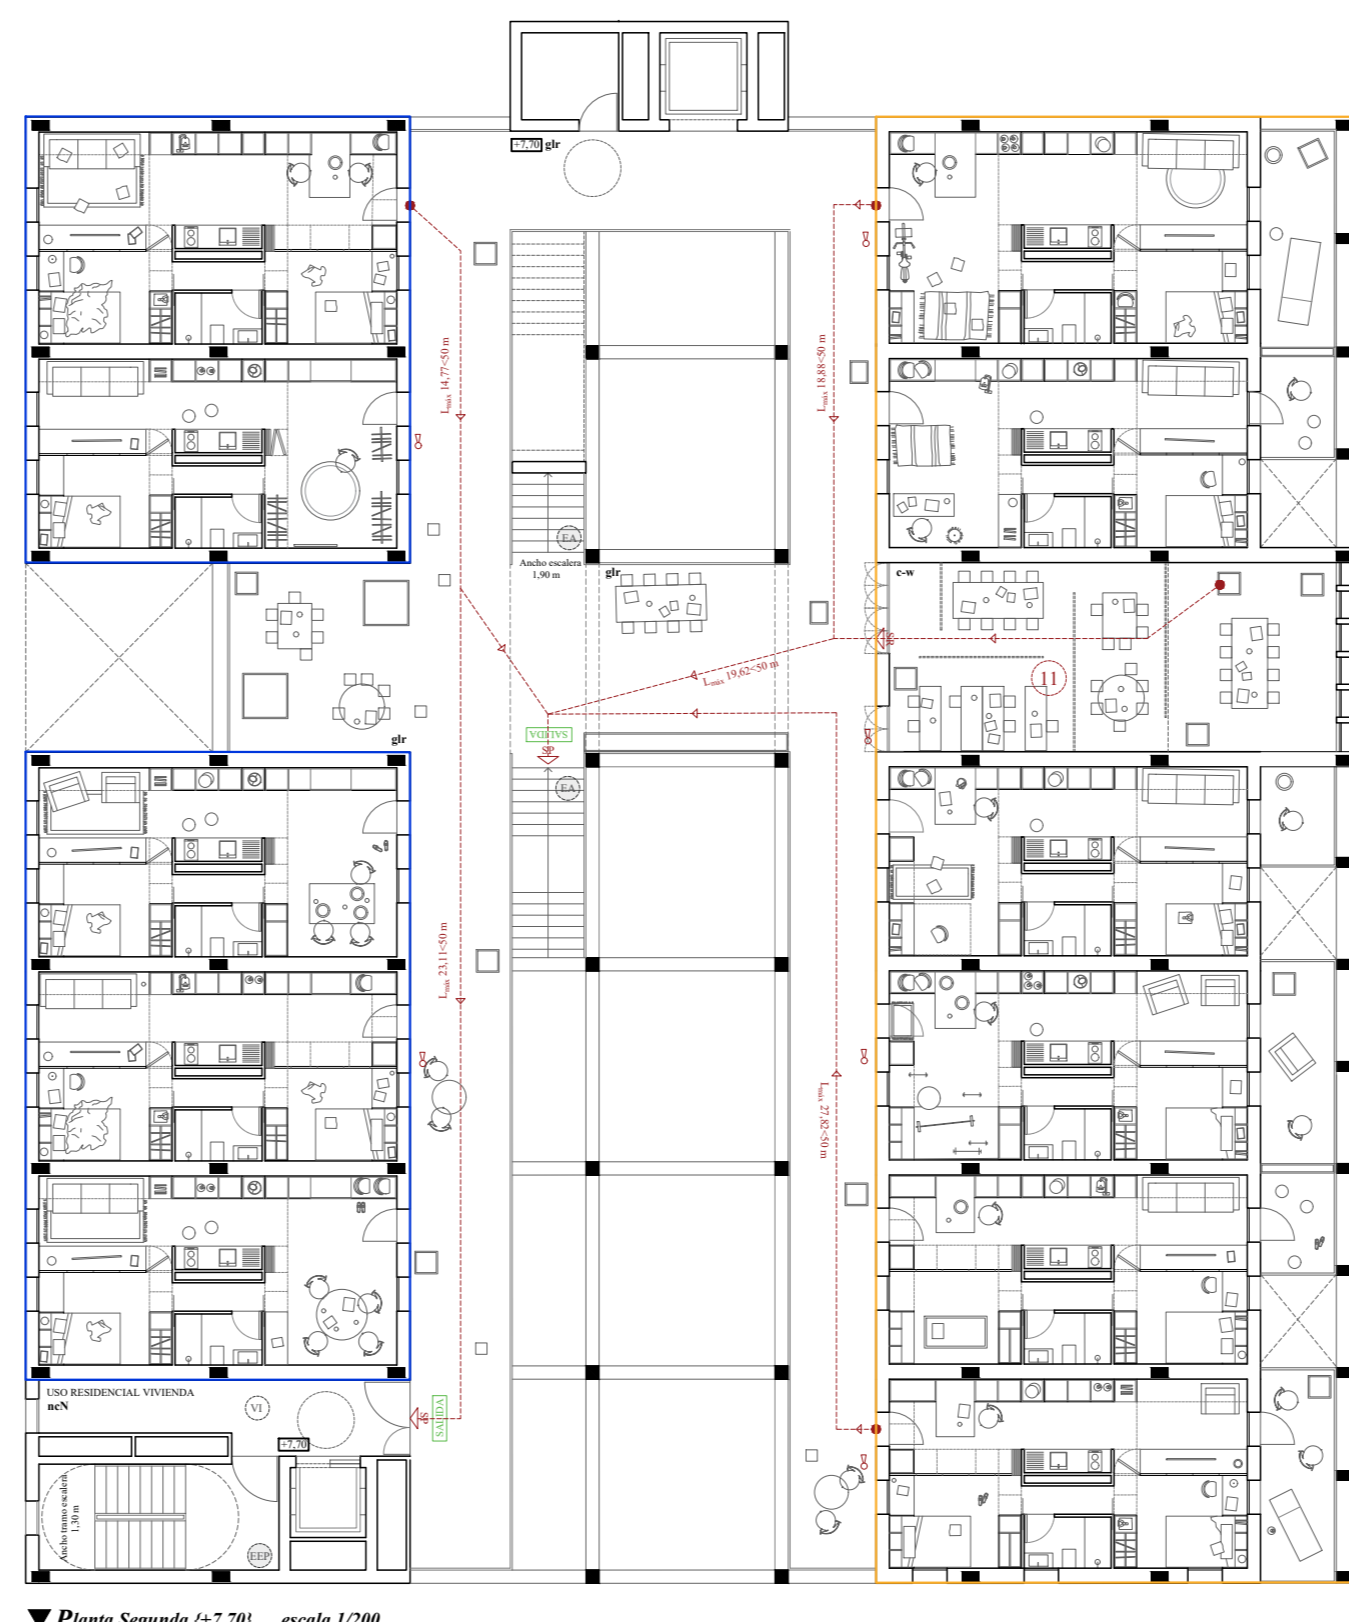 +7,70 glr
Lmáx 14,77<50 m
Lmáx 18,88<50 m
EA
Ancho escalera
1,90 m
glr
c-w
SP
11
Lmáx 19,62<50 m
glr
SALIDA
SP
EA
Lmáx 23,11<50 m
Lmáx 27,82<50 m
USO RESIDENCIAL VIVIENDA
ncN
VI
SP
SALIDA
+7,70
Ancho tramo escalera
1,30 m
EEP
Planta Segunda {+7,70} escala 1/200